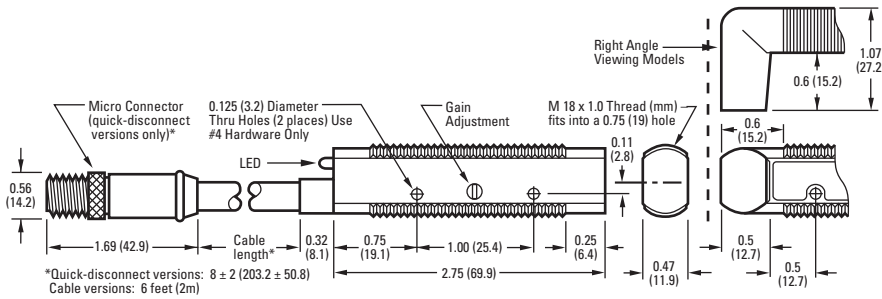 Right Angle
Viewing Models
1.07
(27.2
0.6 (15.2)
Micro Connector
(quick-disconnect
versions only)*
0.125 (3.2) Diameter
Thru Holes (2 places) Use
#4 Hardware Only
Gain
Adjustment
M 18 x 1.0 Thread (mm)
fits into a 0.75 (19) hole
0.6
(15.2)
0.11
(2.8)
LED
0.56
(14.2)
1.69 (42.9)
Cable
length*
0.32
(8.1)
0.75
(19.1)
1.00 (25.4)
0.25
(6.4)
2.75 (69.9)
0.47
(11.9)
0.5
(12.7)
0.5
(12.7)
*Quick-disconnect versions: 8 ± 2 (203.2 ± 50.8)
Cable versions: 6 feet (2m)